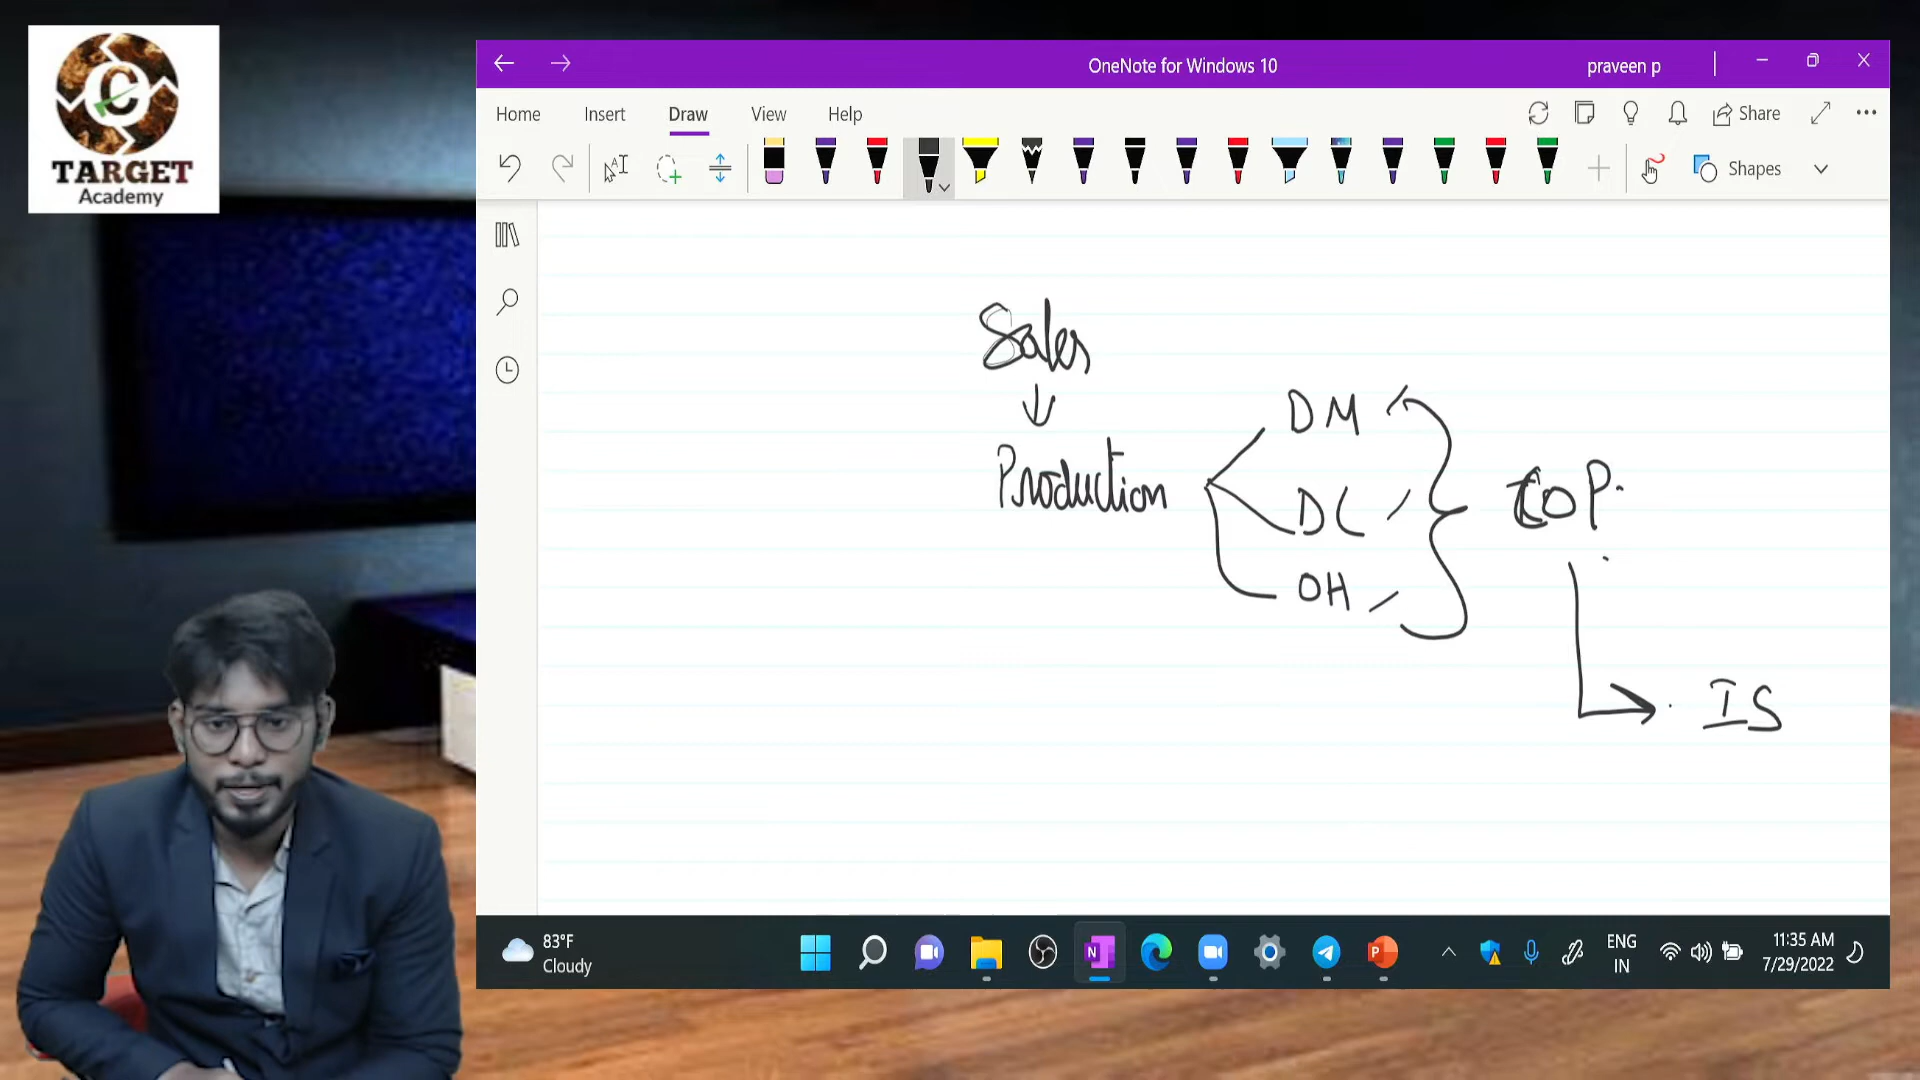 C
TARGET
Academy
OneNote for Windows 10
praveen p
Home Insert Draw View Help
Share
Shapes
Sales
Production
DM
DL
OH
COP.
IS
83°F
Cloudy
ENG
IN
11:35 AM
7/29/2022